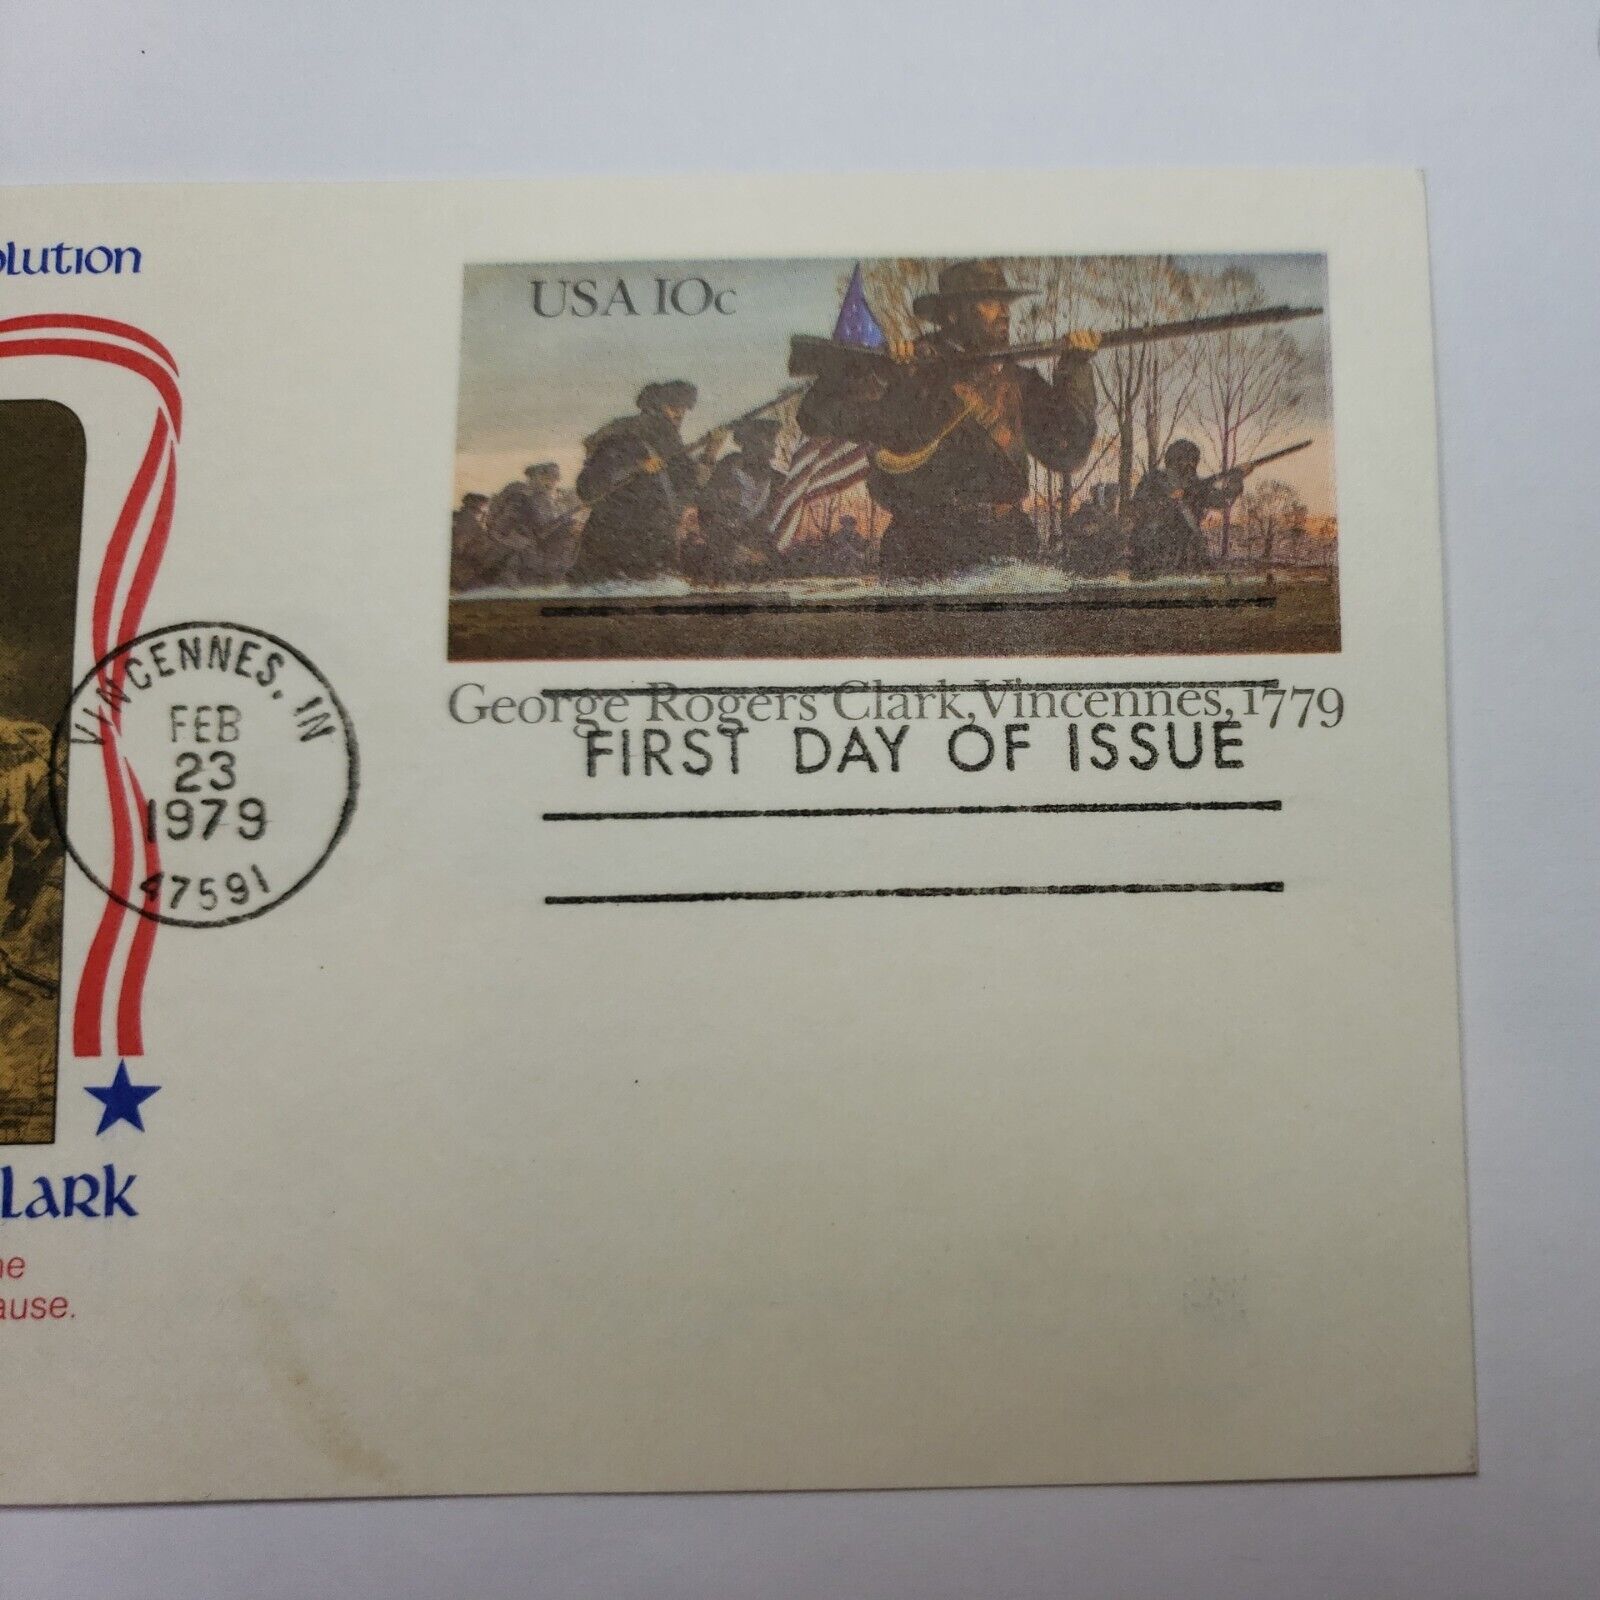 olution
USA 10c
George Rogers Clark, Vincennes, 1779
FIRST DAY OF ISSUE
VINCENNES, IN
FEB
23
1979
47591
lark
he
ause.